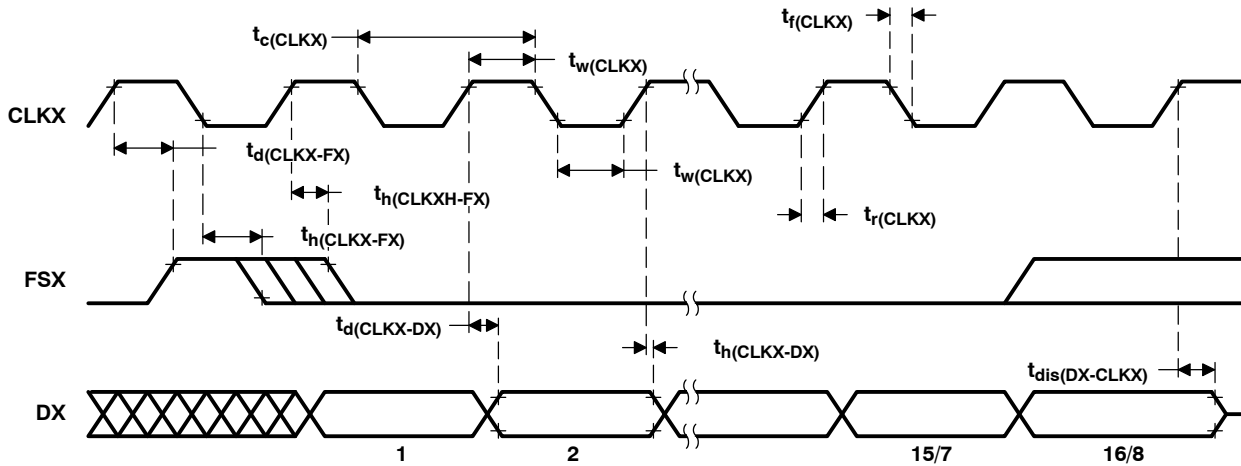 tc(CLKX)
tw(CLKX)
tf(CLKX)
CLKX
td(CLKX-FX)
th(CLKXH-FX)
tw(CLKX)
tr(CLKX)
th(CLKX-FX)
FSX
td(CLKX-DX)
th(CLKX-DX)
tdis(DX-CLKX)
DX
1 2 15/7 16/8